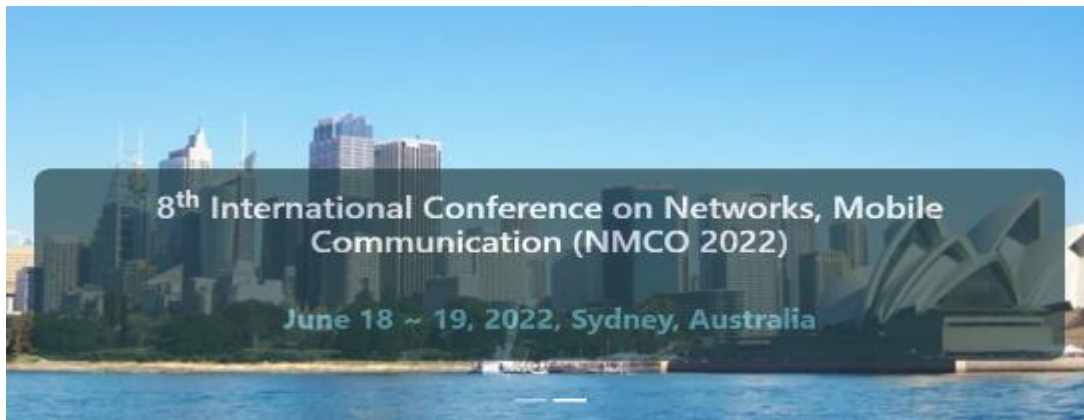 8th International Conference on Networks, Mobile
Communication (NMCO 2022)
June 18 ~ 19, 2022, Sydney, Australia